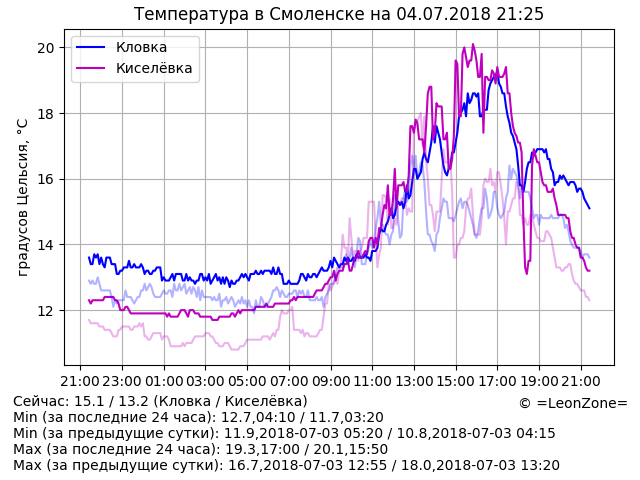 Температура в Смоленске на 04.07.2018 21:25
Кловка
Киселёвка
градусов Цельсия, °C
20
18
16
14
12
21:00 23:00 01:00 03:00 05:00 07:00 09:00 11:00 13:00 15:00 17:00 19:00 21:00
Сейчас: 15.1 / 13.2 (Кловка / Киселёвка)
© =LeonZone=
Min (за последние 24 часа): 12.7,04:10 / 11.7,03:20
Min (за предыдущие сутки): 11.9,2018-07-03 05:20 / 10.8,2018-07-03 04:15
Max (за последние 24 часа): 19.3,17:00 / 20.1,15:50
Max (за предыдущие сутки): 16.7,2018-07-03 12:55 / 18.0,2018-07-03 13:20